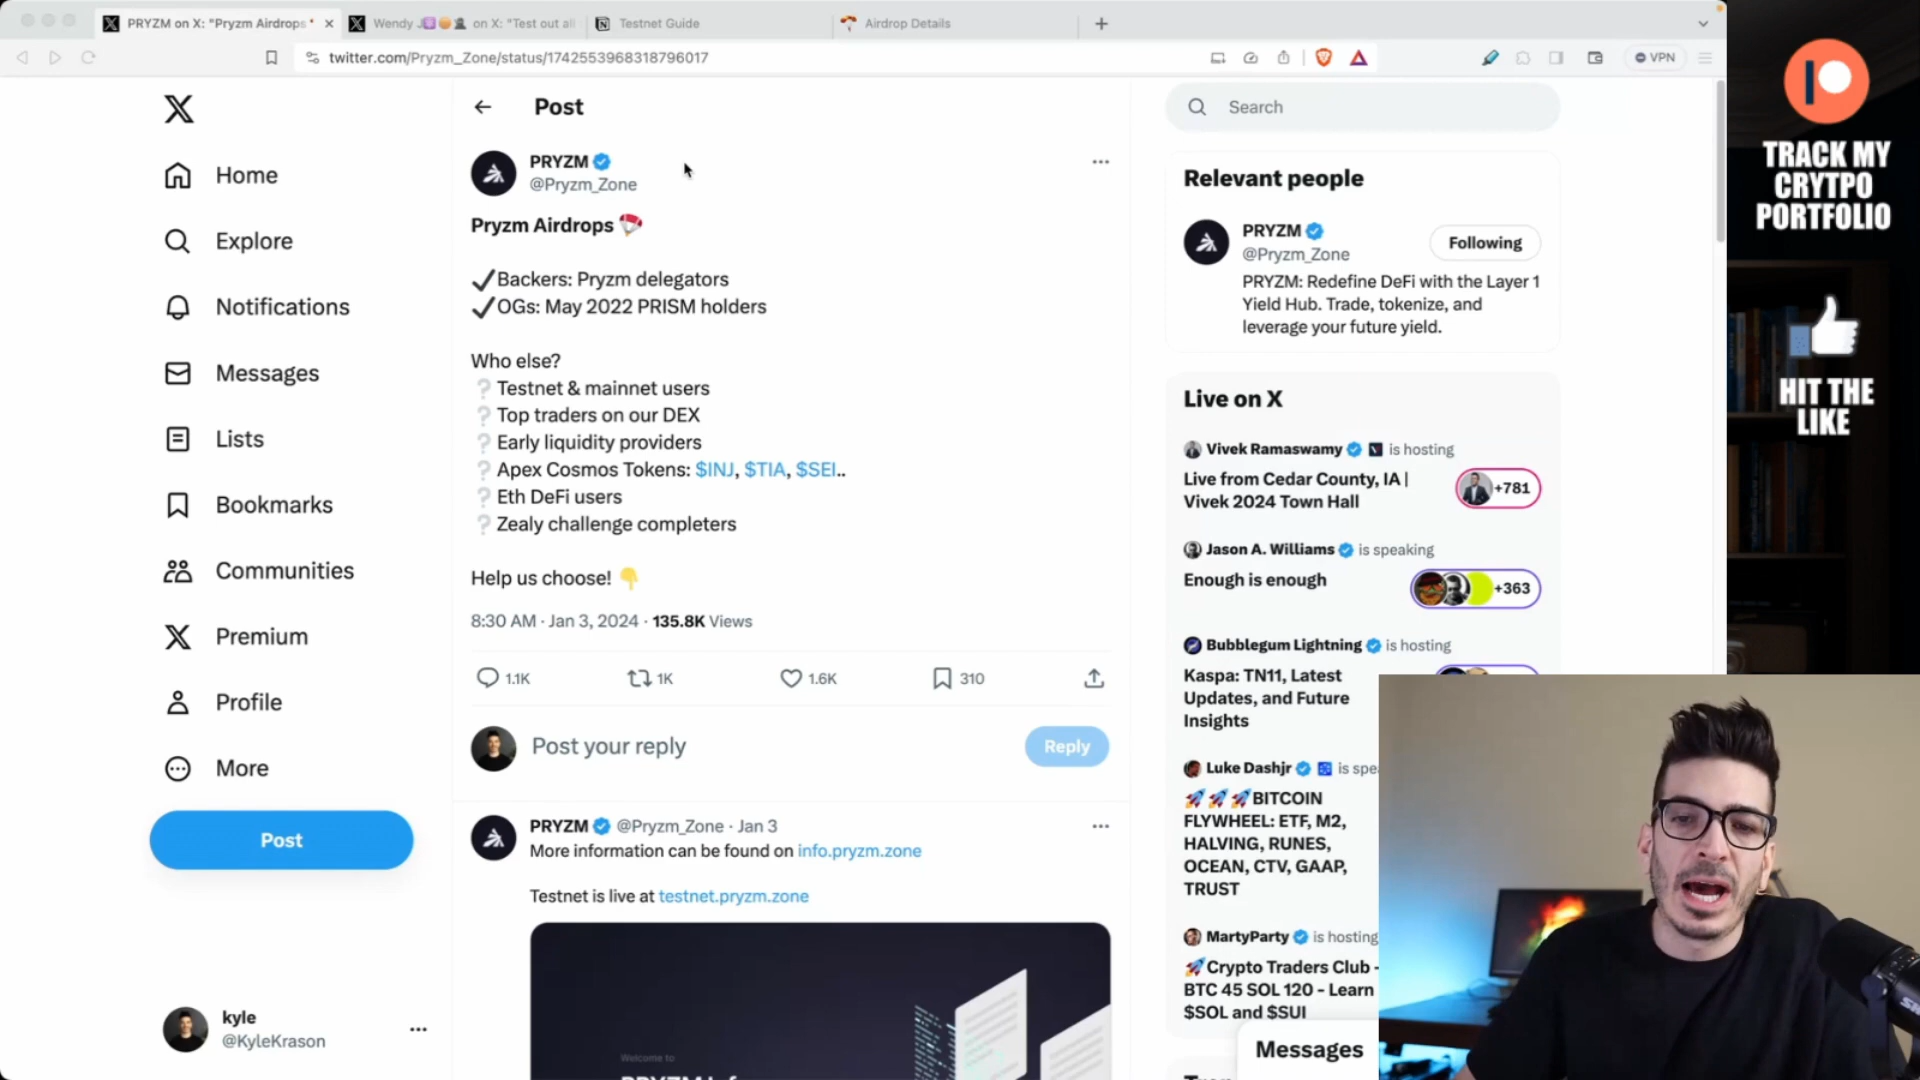 PRYZM on X: "Pryzm Airdrops
Wendy J on X: "Test out all
Testnet Guide
Airdrop Details
twitter.com/Pryzm_Zone/status/1742553968318796017
VPN
Home
Explore
Notifications
Messages
Lists
Bookmarks
Communities
Premium
Profile
More
Post
kyle
@KyleKrason
Post
PRYZM
@Pryzm_Zone
Pryzm Airdrops 🪂
✔️Backers: Pryzm delegators
✔️OGs: May 2022 PRISM holders
Who else?
❔Testnet & mainnet users
❔Top traders on our DEX
❔Early liquidity providers
❔Apex Cosmos Tokens: $INJ, $TIA, $SEI..
❔Eth DeFi users
❔Zealy challenge completers
Help us choose! 👇
8:30 AM · Jan 3, 2024 · 135.8K Views
1.1K 1K 1.6K 310
Post your reply
Reply
PRYZM @Pryzm_Zone · Jan 3
More information can be found on info.pryzm.zone
Testnet is live at testnet.pryzm.zone
Welcome to
Search
Relevant people
PRYZM
@Pryzm_Zone
Following
PRYZM: Redefine DeFi with the Layer 1
Yield Hub. Trade, tokenize, and
leverage your future yield.
Live on X
Vivek Ramaswamy is hosting
Live from Cedar County, IA |
Vivek 2024 Town Hall
+781
Jason A. Williams is speaking
Enough is enough
+363
Bubblegum Lightning is hosting
Kaspa: TN11, Latest
Updates, and Future
Insights
Luke Dashjr is spea
🚀🚀🚀BITCOIN
FLYWHEEL: ETF, M2,
HALVING, RUNES,
OCEAN, CTV, GAAP,
TRUST
MartyParty is hosting
🚀Crypto Traders Club -
BTC 45 SOL 120 - Learn
$SOL and $SUI
Messages
TRACK MY
CRYTPO
PORTFOLIO
HIT THE
LIKE